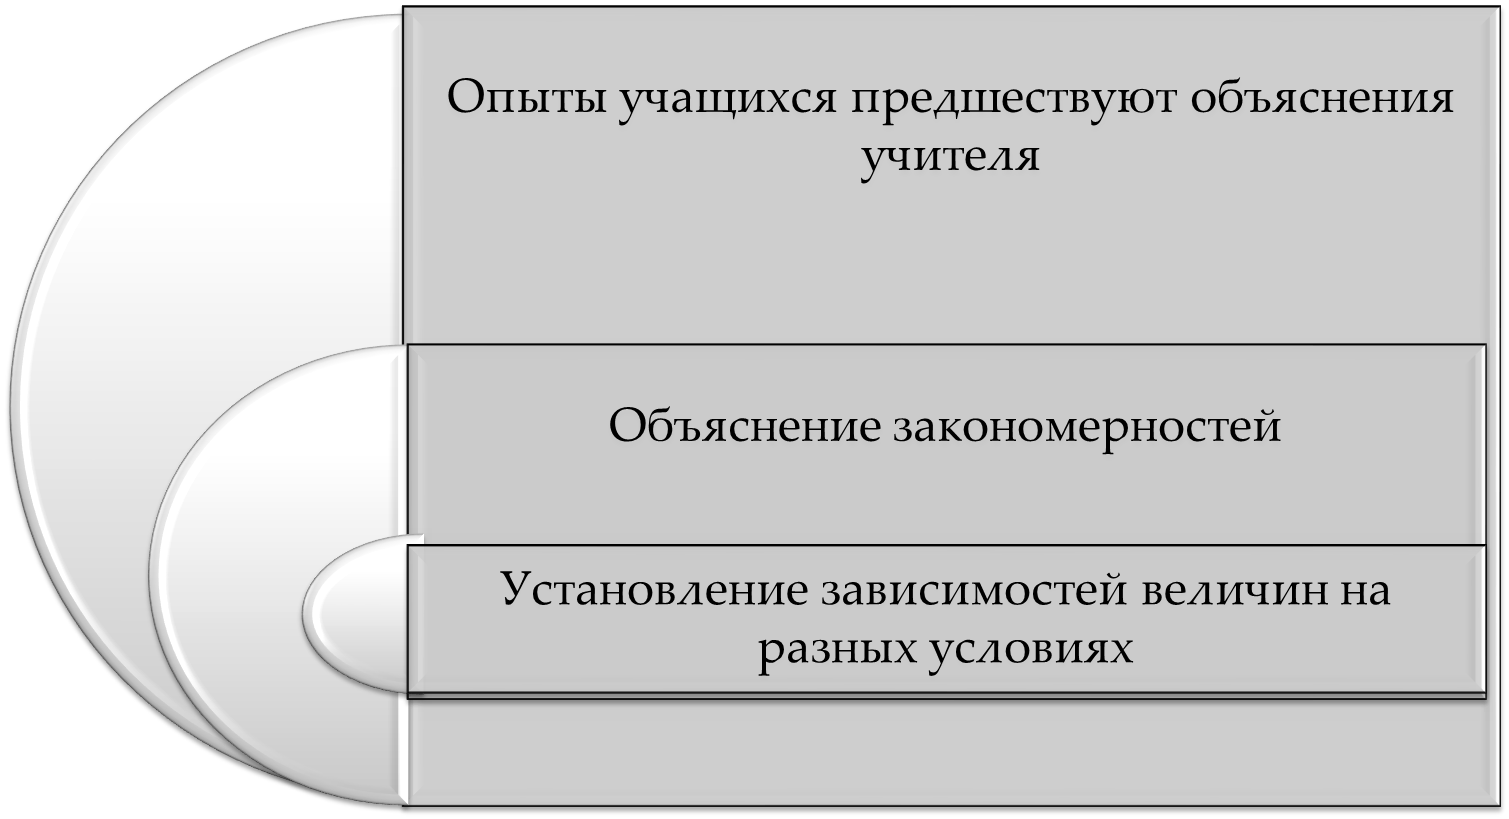 Опыты учащихся предшествуют объяснения
учителя
Объяснение закономерностей
Установление зависимостей величин на
разных условиях